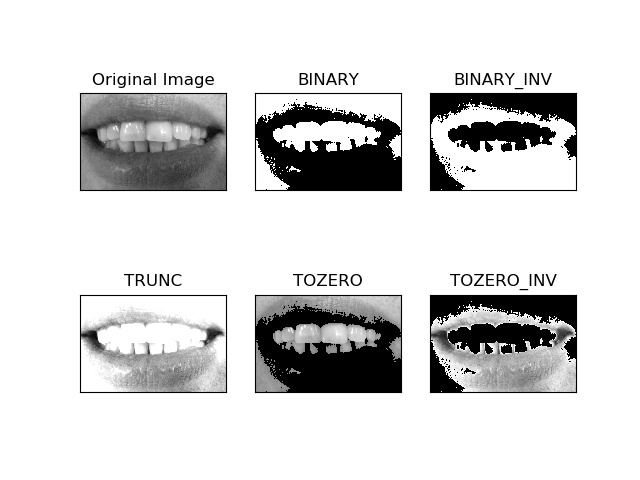 Original Image
BINARY
BINARY_INV
TRUNC
TOZERO
TOZERO_INV